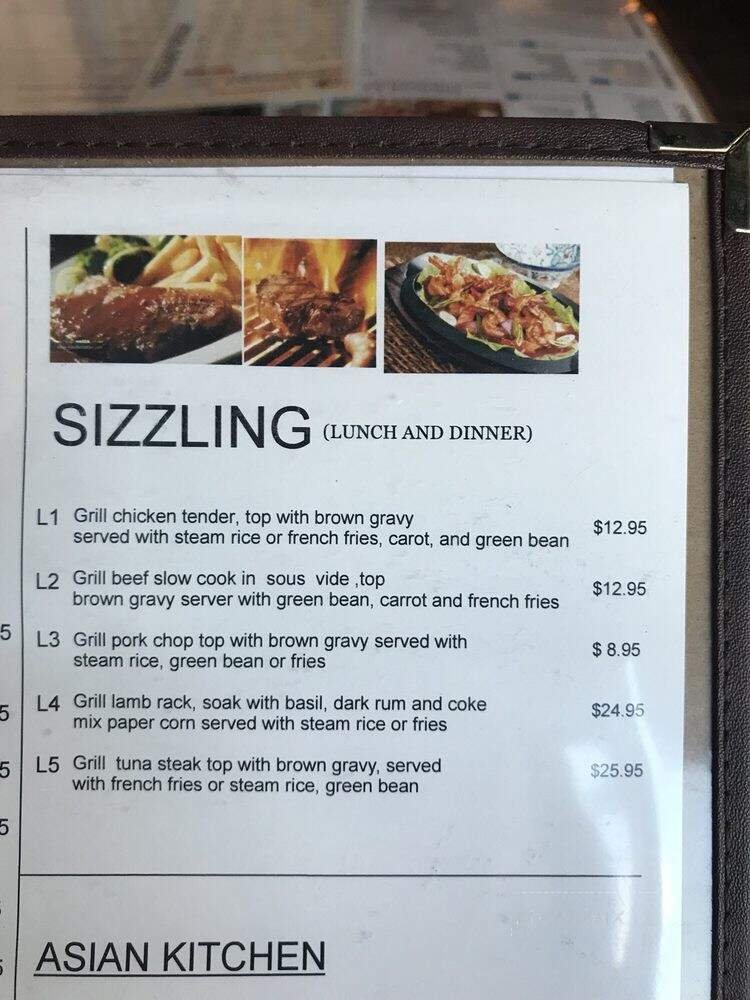 SIZZLING (LUNCH AND DINNER)
L1 Grill chicken tender, top with brown gravy
served with steam rice or french fries, carot, and green bean $12.95
L2 Grill beef slow cook in sous vide ,top
brown gravy server with green bean, carrot and french fries $12.95
L3 Grill pork chop top with brown gravy served with
steam rice, green bean or fries $ 8.95
L4 Grill lamb rack, soak with basil, dark rum and coke
mix paper corn served with steam rice or fries $24.95
L5 Grill tuna steak top with brown gravy, served
with french fries or steam rice, green bean $25.95
5
5
5
5
5
ASIAN KITCHEN